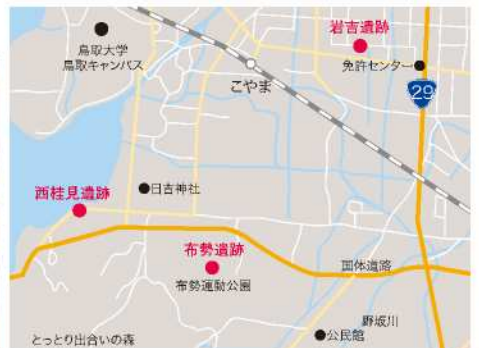 岩吉遺跡
鳥取大学
鳥取キャンパス
免許センター
こやま
29
日吉神社
西桂見遺跡
布勢遺跡
国体道路
布勢運動公園
野坂川
公民館
とっとり出合いの森